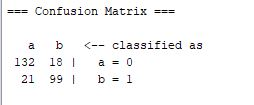 === Confusion Matrix ===
a b <-- classified as
132 18 | a = 0
21 99 | b = 1